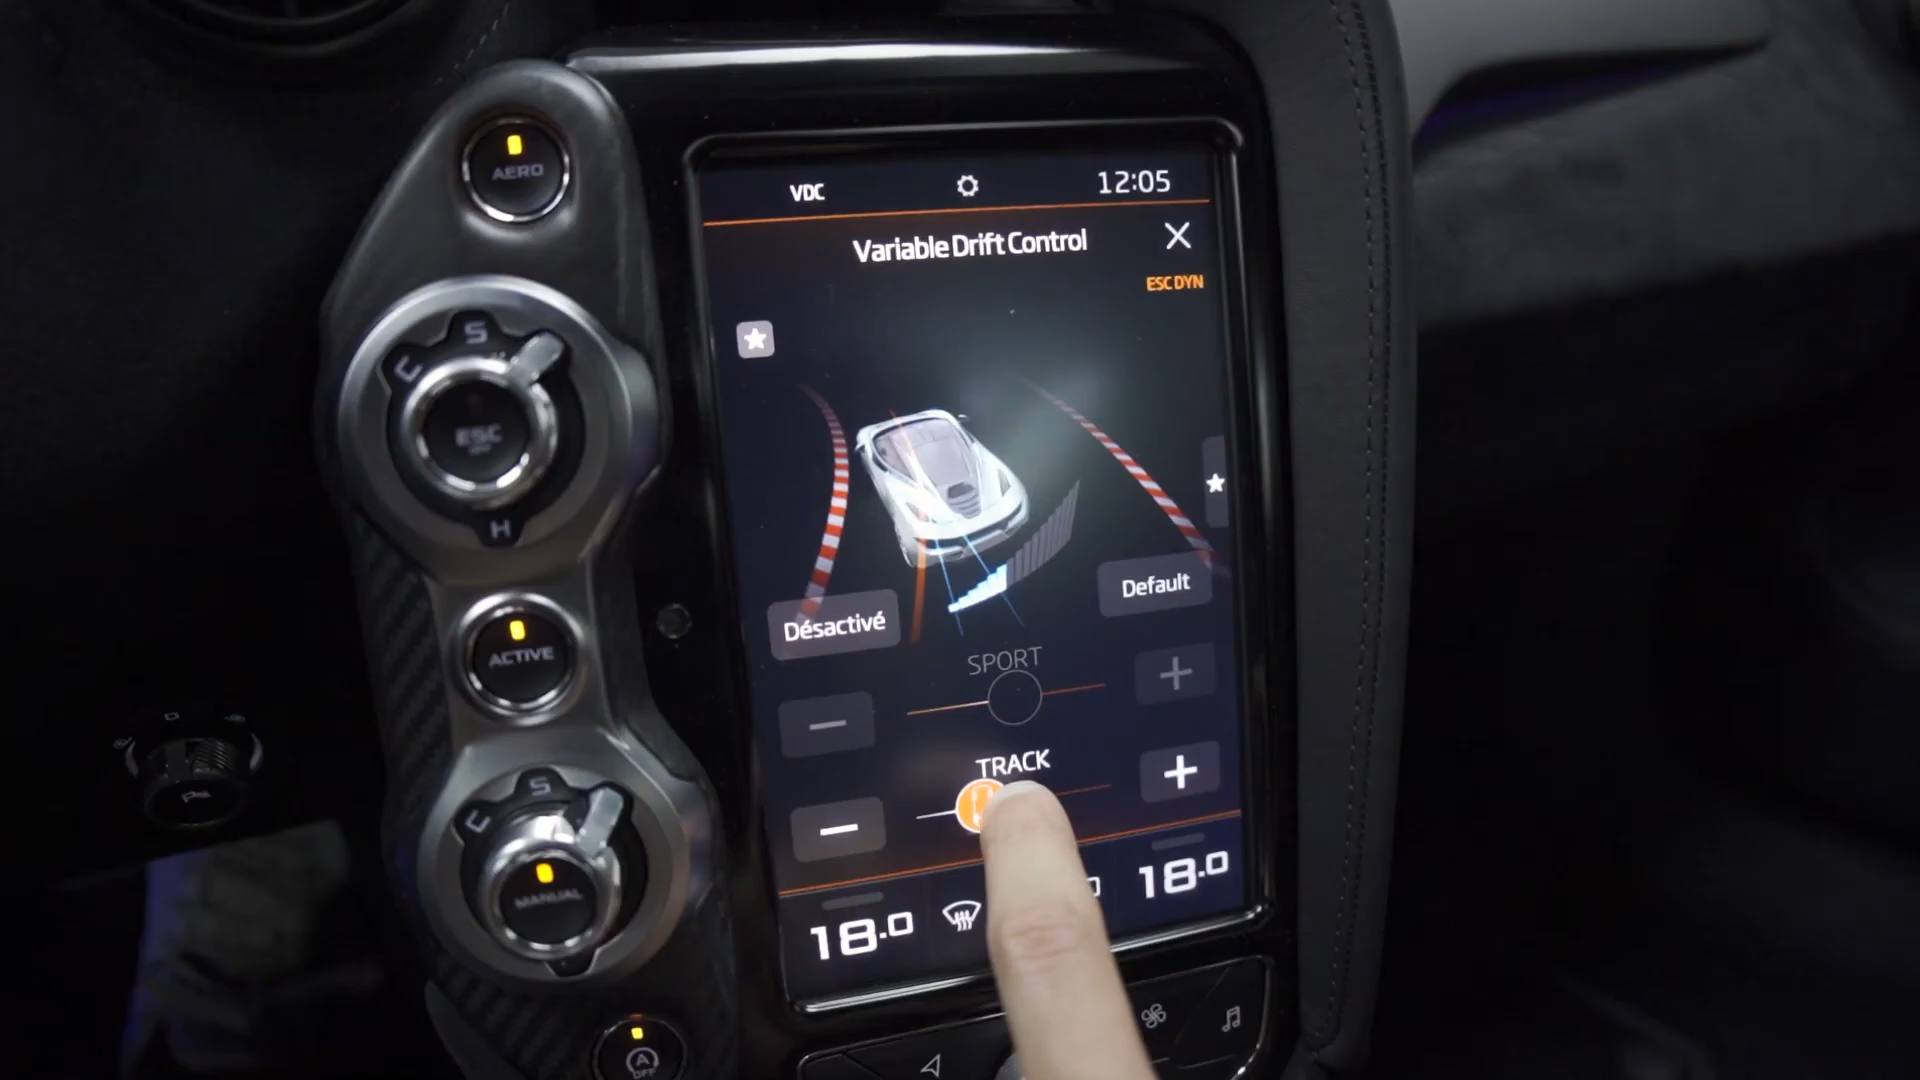 AERO
S
C
ESC
H
ACTIVE
S
C
MANUAL
A
OFF
VDC
12:05
Variable Drift Control
ESC DYN
Désactivé
Default
SPORT
TRACK
18.0
18.0